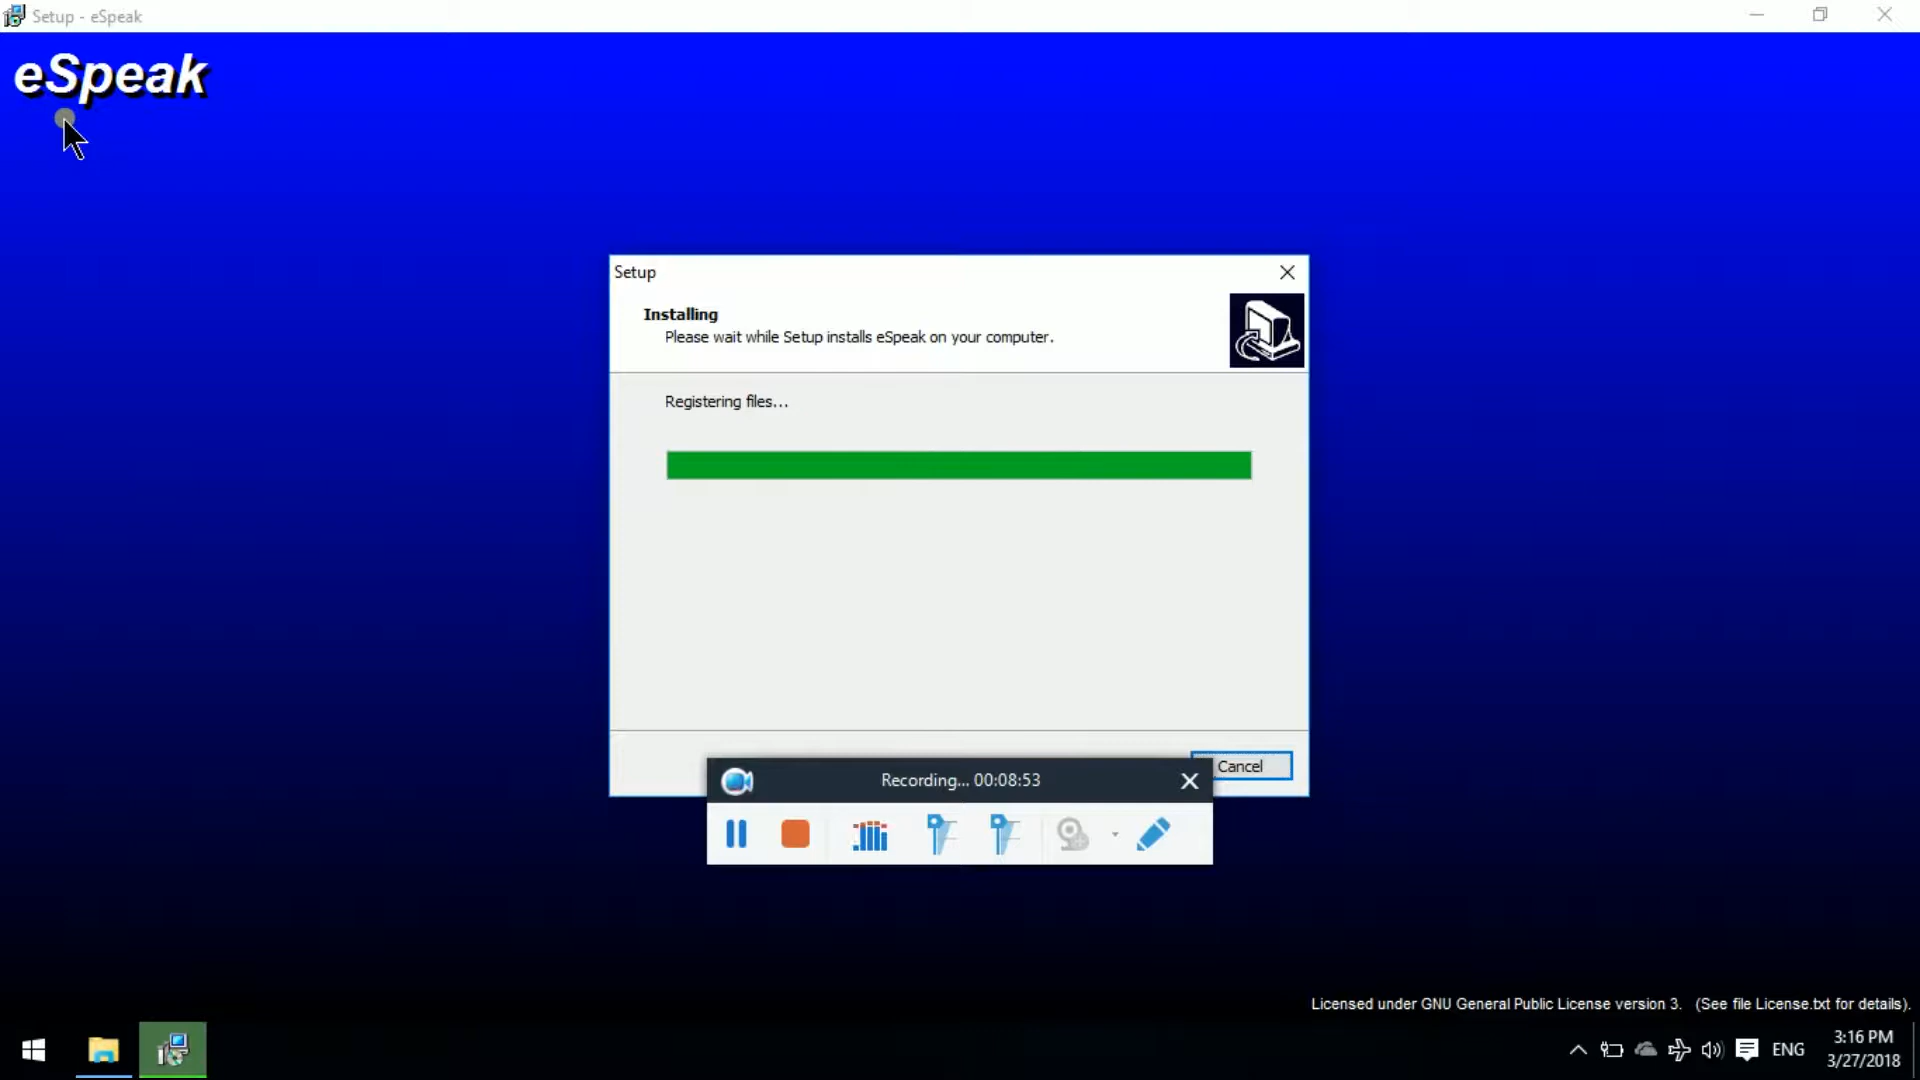 Setup - eSpeak
eSpeak
Setup
Installing
Please wait while Setup installs eSpeak on your computer.
Registering files...
Cancel
Recording... 00:08:53
Licensed under GNU General Public License version 3. (See file License.txt for details).
ENG
3:16 PM
3/27/2018